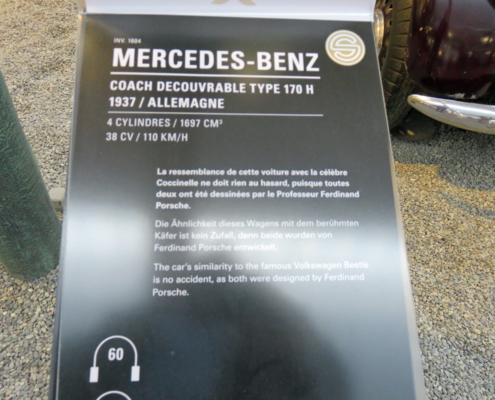 INV. 1604
MERCEDES-BENZ
COACH DECOUVRABLE TYPE 170 H
1937 / ALLEMAGNE
4 CYLINDRES / 1697 CM³
38 CV / 110 KM/H
La ressemblance de cette voiture avec la célèbre
Coccinelle ne doit rien au hasard, puisque toutes
deux ont été dessinées par le Professeur Ferdinand
Porsche.
Die Ähnlichkeit dieses Wagens mit dem berühmten
Käfer ist kein Zufall, denn beide wurden von
Ferdinand Porsche entwickelt.
The car's similarity to the famous Volkswagen Beetle
is no accident, as both were designed by Ferdinand
Porsche.
60